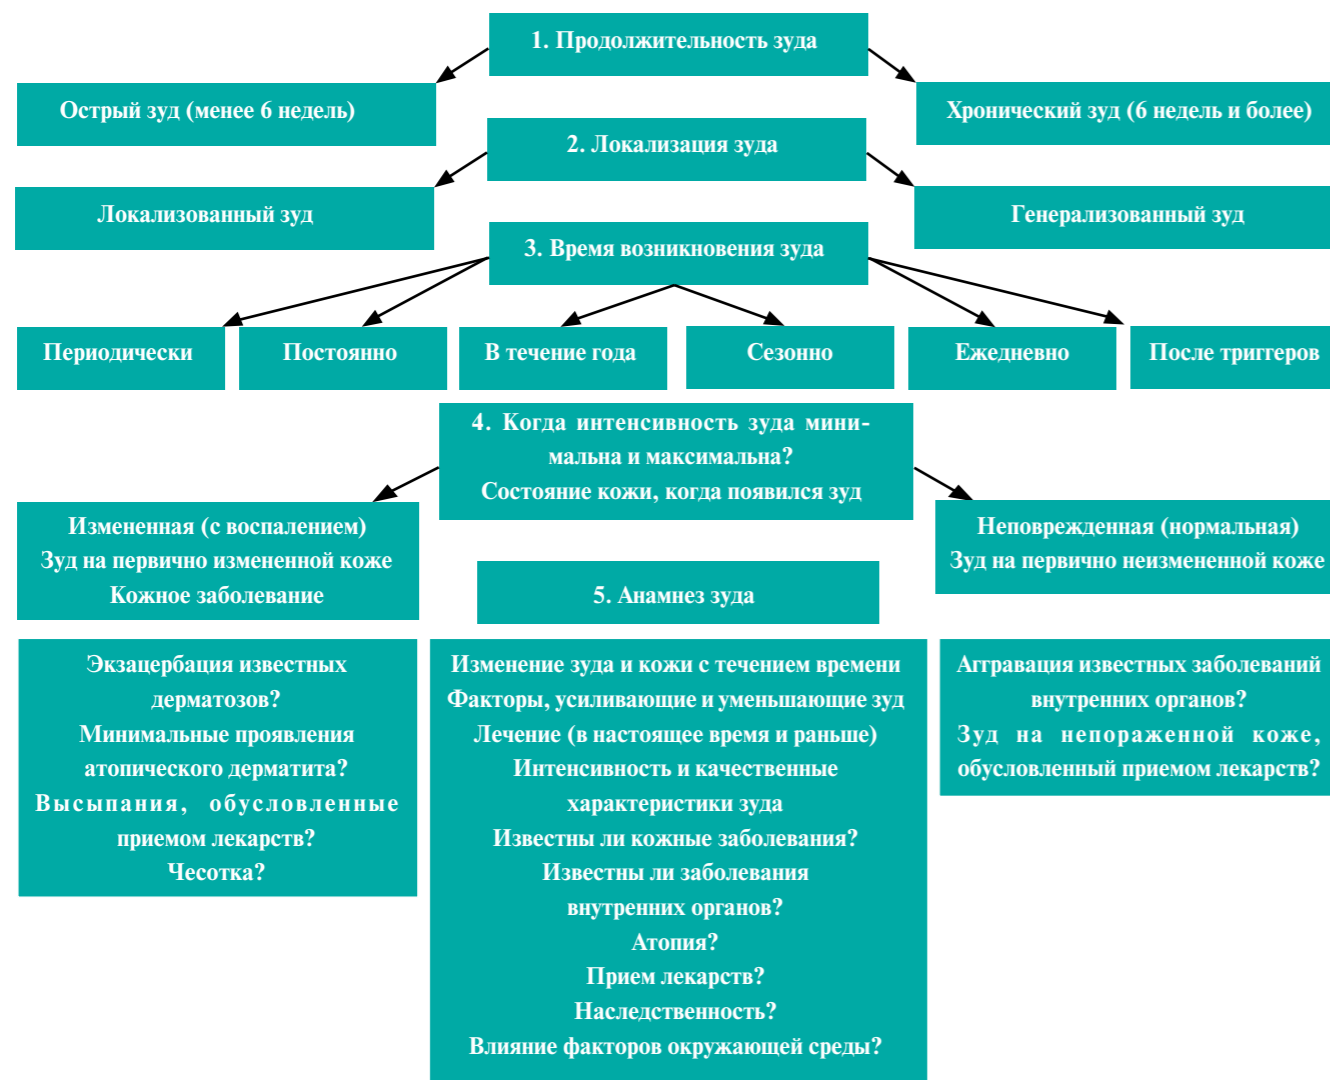 1. Продолжительность зуда
Острый зуд (менее 6 недель)
Хронический зуд (6 недель и более)
2. Локализация зуда
Локализованный зуд
Генерализованный зуд
3. Время возникновения зуда
Периодически
Постоянно
В течение года
Сезонно
Ежедневно
После триггеров
4. Когда интенсивность зуда мини-
мальна и максимальна?
Состояние кожи, когда появился зуд
Измененная (с воспалением)
Зуд на первично измененной коже
Кожное заболевание
Неповрежденная (нормальная)
Зуд на первично неизмененной коже
5. Анамнез зуда
Экзацербация известных
дерматозов?
Минимальные проявления
атопического дерматита?
Высыпания, обусловленные
приемом лекарств?
Чесотка?
Изменение зуда и кожи с течением времени
Факторы, усиливающие и уменьшающие зуд
Лечение (в настоящее время и раньше)
Интенсивность и качественные
характеристики зуда
Известны ли кожные заболевания?
Известны ли заболевания
внутренних органов?
Атопия?
Прием лекарств?
Наследственность?
Влияние факторов окружающей среды?
Аггравация известных заболеваний
внутренних органов?
Зуд на непораженной коже,
обусловленный приемом лекарств?